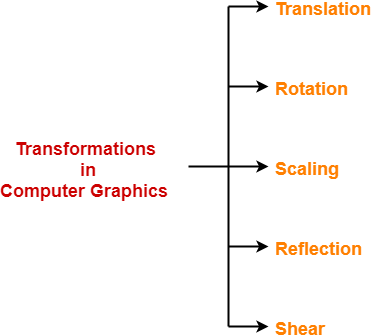 Transformations
in
Computer Graphics
Translation
Rotation
Scaling
Reflection
Shear